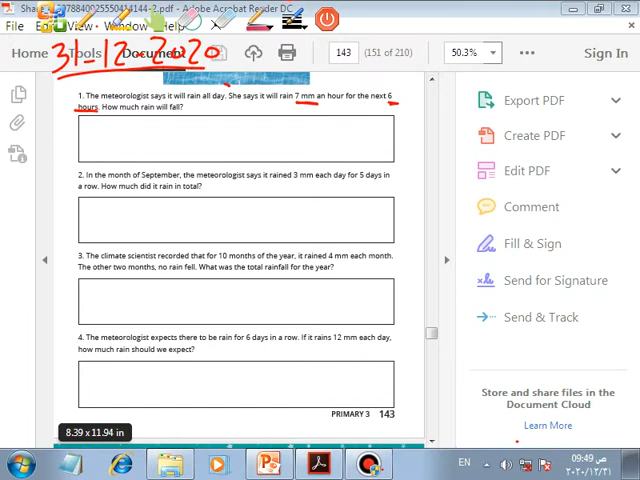 788409025414144-2.pdf - Adobe Acrobat Reader DC
File Edit View Window Help
Home Tools Document 143 (151 of 210) 50.3% Sign In
31-12-2020
1. The meteorologist says it will rain all day. She says it will rain 7 mm an hour for the next 6
hours. How much rain will fall?
2. In the month of September, the meteorologist says it rained 3 mm each day for 5 days in
a row. How much did it rain in total?
3. The climate scientist recorded that for 10 months of the year, it rained 4 mm each month.
The other two months, no rain fell. What was the total rainfall for the year?
4. The meteorologist expects there to be rain for 6 days in a row. If it rains 12 mm each day,
how much rain should we expect?
PRIMARY 3 143
8.39 x 11.94 in
Export PDF
Create PDF
Edit PDF
Comment
Fill & Sign
Send for Signature
Send & Track
Store and share files in the
Document Cloud
Learn More
EN
09:49 ص
٢٠٢٠/١٢/٣١